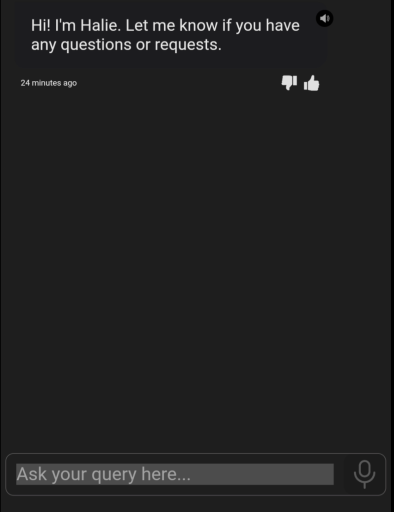 Hi! I'm Halie. Let me know if you have
any questions or requests.
24 minutes ago
Ask your query here...